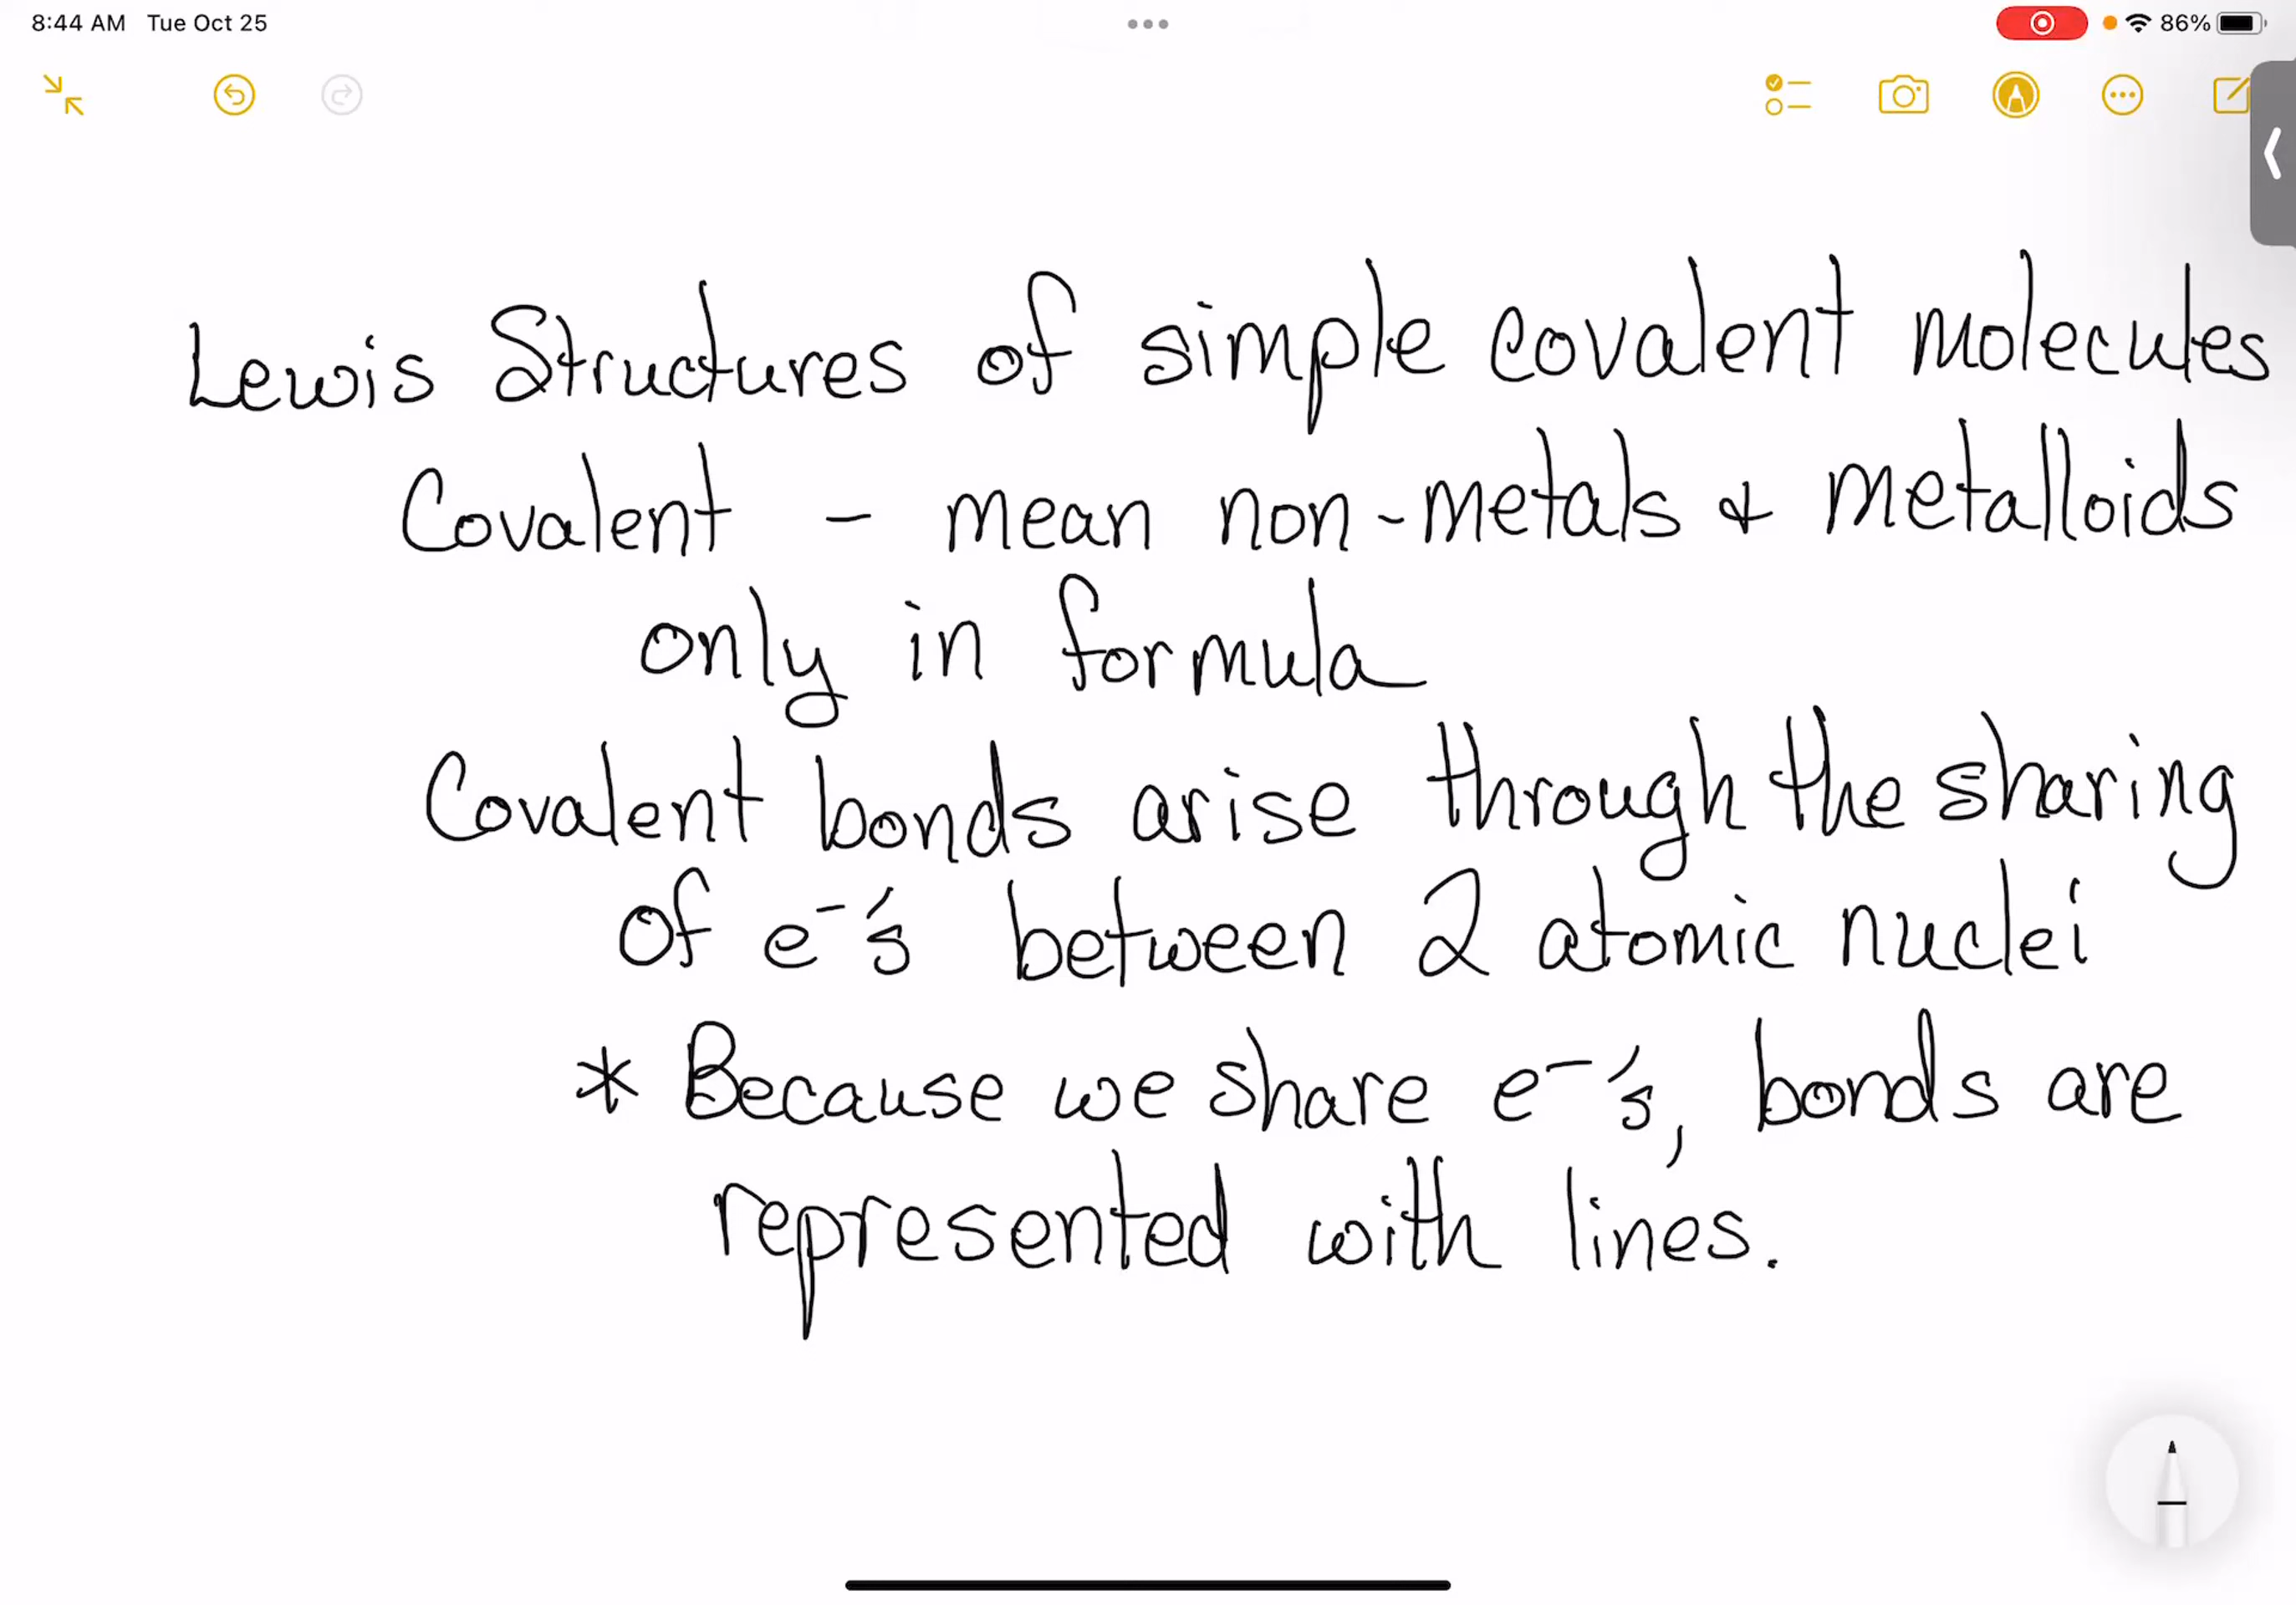 8:44 AM Tue Oct 25
86%
Lewis Structures of simple covalent molecules
Covalent - mean non-metals & metalloids
only in formula
Covalent bonds arise through the sharing
of e⁻'s between 2 atomic nuclei
* Because we share e⁻'s, bonds are
represented with lines.